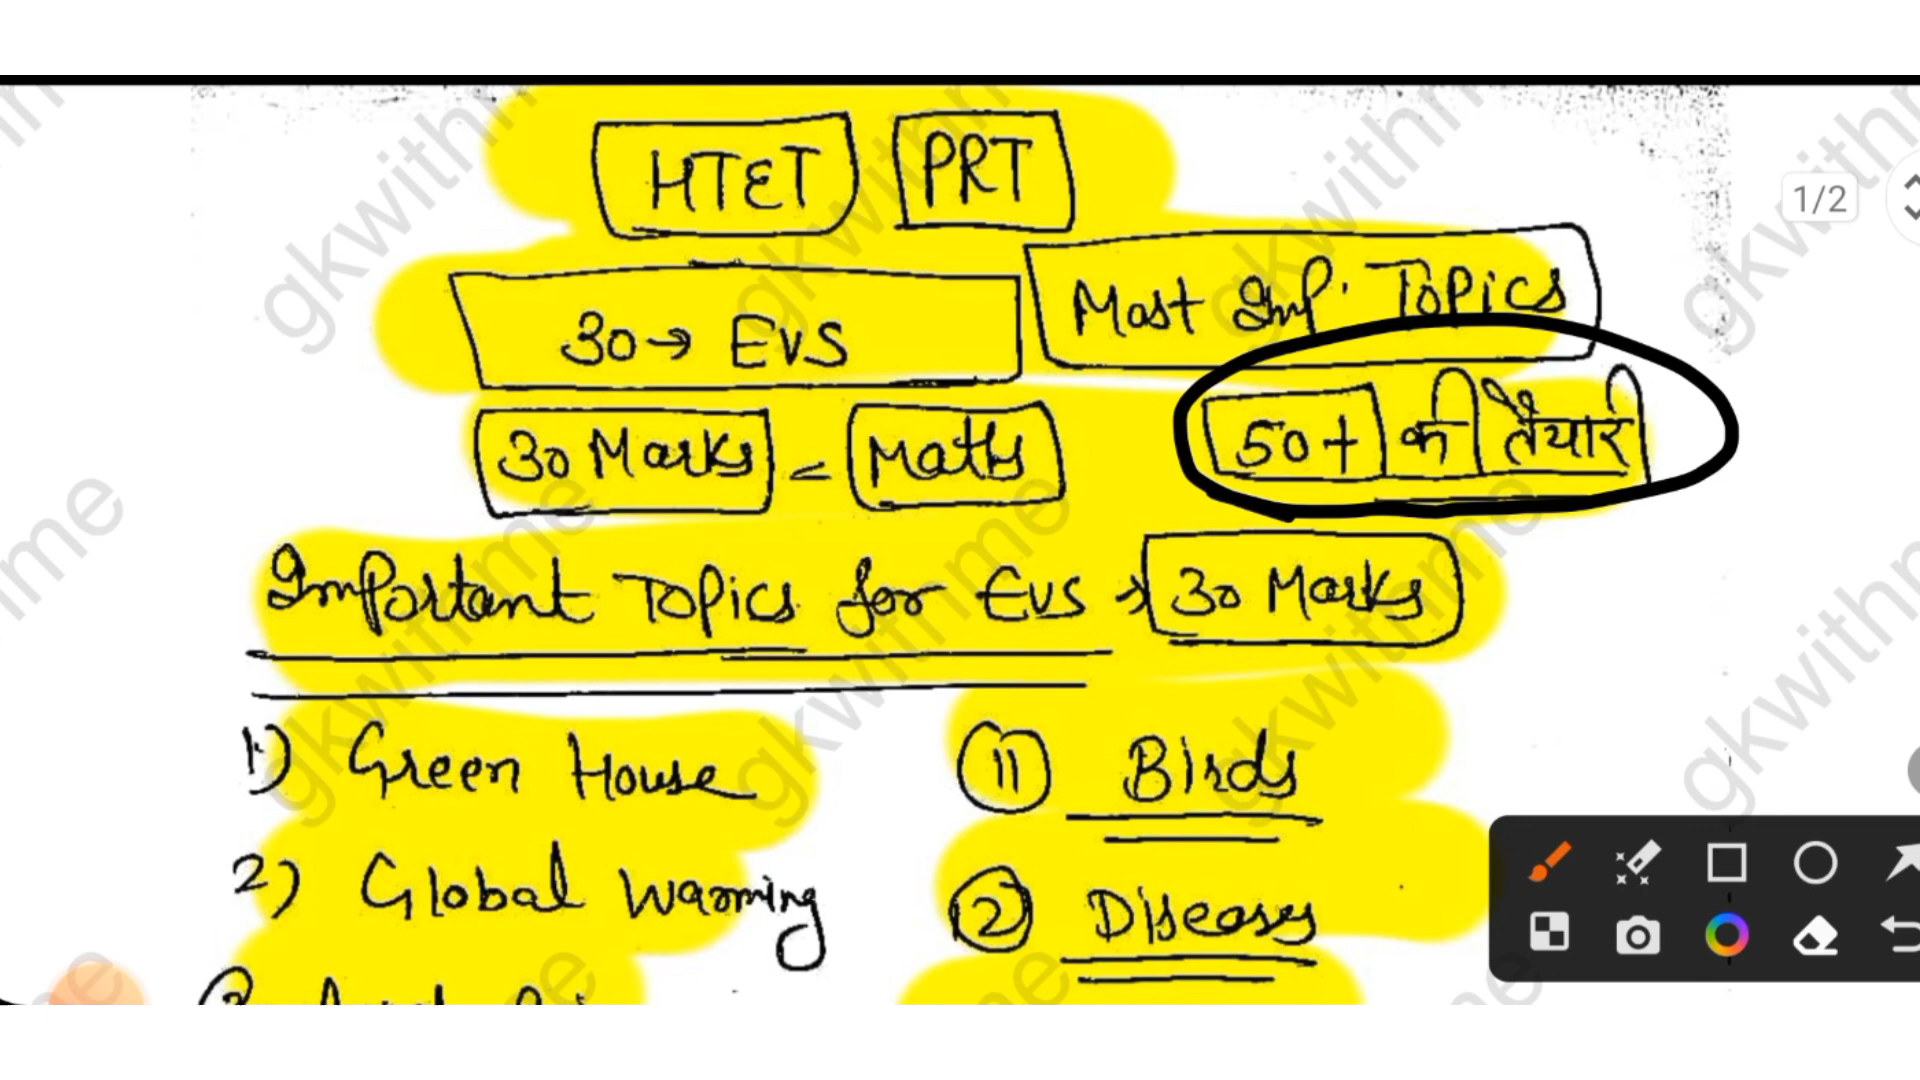 HTET PRT
1/2
30→ EVS
Most Imp. Topics
30 Marks = Maths
50+ की तैयारी
Important Topics for EVS → 30 Marks
1) Green House
11 Birds
2) Global Warming
12 Diseases
gkwithme